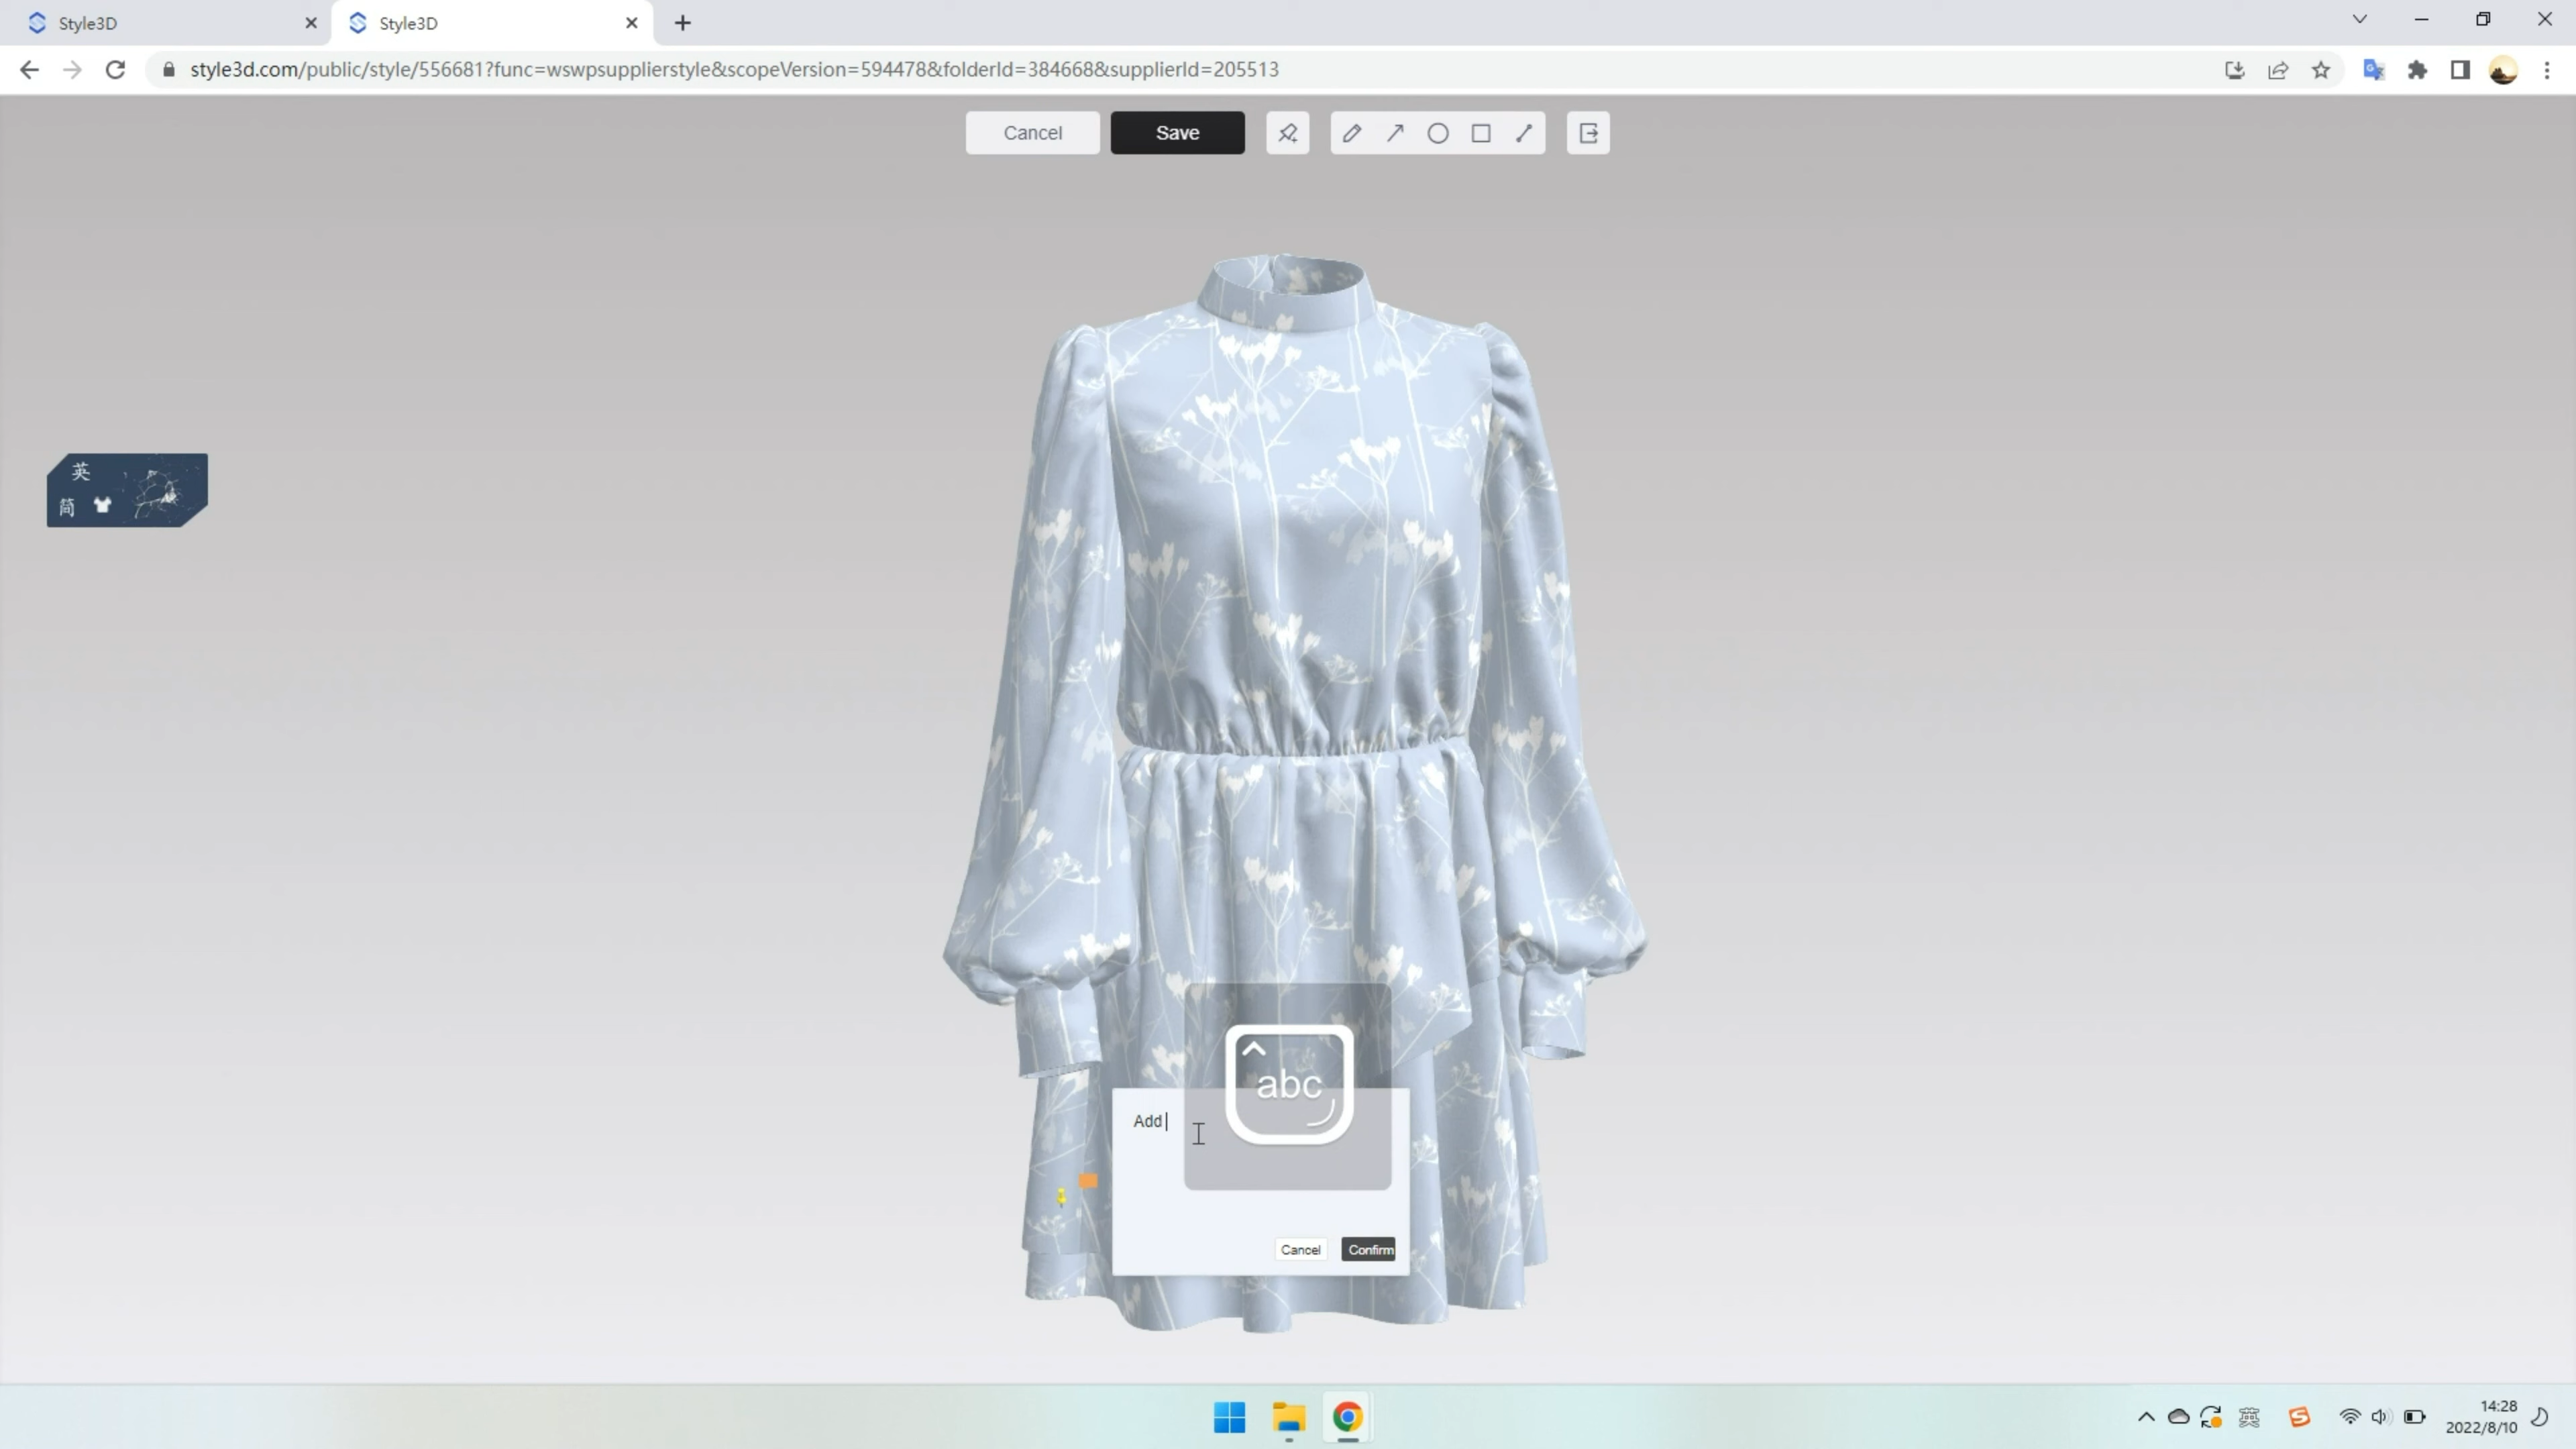 Style3D
Style3D
style3d.com/public/style/556681?func=wswpsupplierstyle&scopeVersion=594478&folderId=384668&supplierId=205513
Cancel
Save
英
简
abc
Add
Cancel
Confirm
英
14:28
2022/8/10